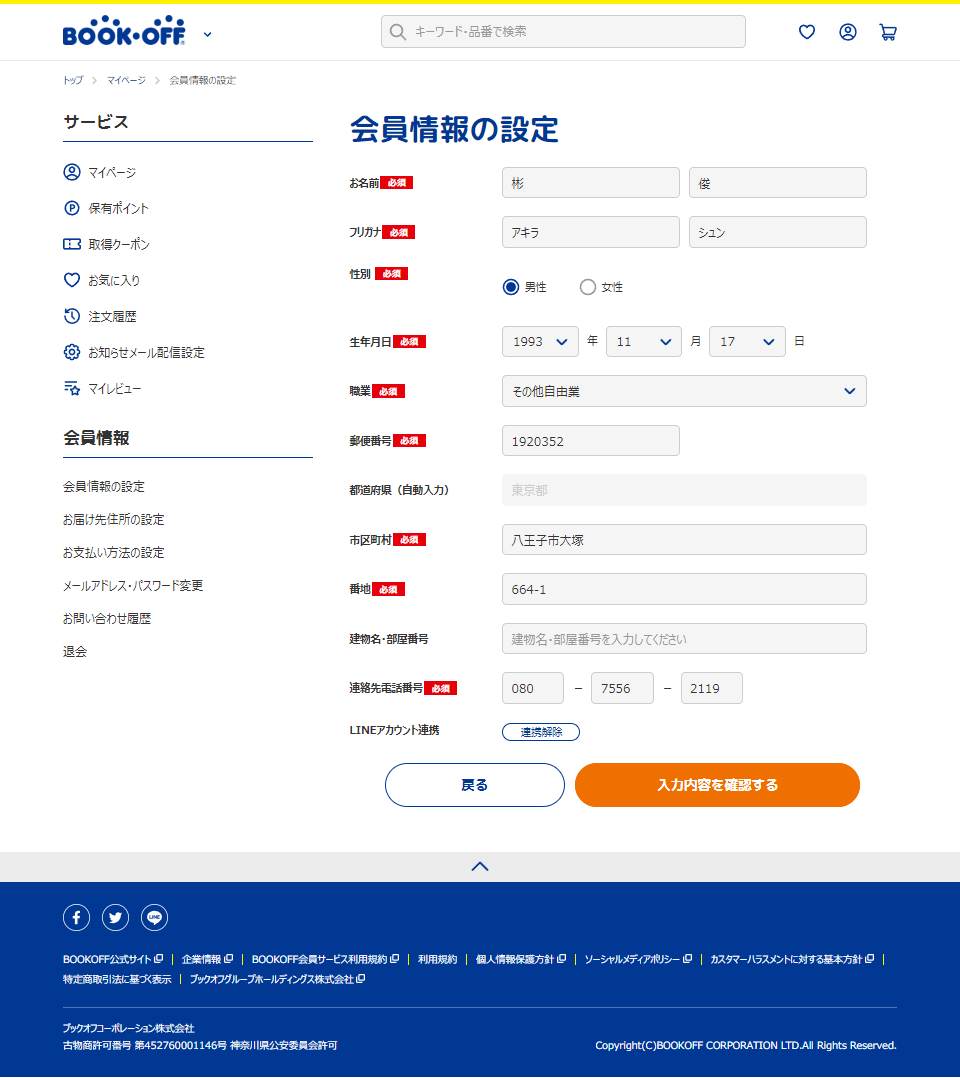 BOOK・OFF
キーワード・品番で検索
トップ > マイページ > 会員情報の設定
サービス
マイページ
保有ポイント
取得クーポン
お気に入り
注文履歴
お知らせメール配信設定
マイレビュー
会員情報
会員情報の設定
お届け先住所の設定
お支払い方法の設定
メールアドレス・パスワード変更
お問い合わせ履歴
退会
会員情報の設定
お名前 必須 彬 俊
フリガナ 必須 アキラ シュン
性別 必須 男性 女性
生年月日 必須 1993 年 11 月 17 日
職業 必須 その他自由業
郵便番号 必須 1920352
都道府県（自動入力） 東京都
市区町村 必須 八王子市大塚
番地 必須 664-1
建物名・部屋番号 建物名・部屋番号を入力してください
連絡先電話番号 必須 080 – 7556 – 2119
LINEアカウント連携 連携解除
戻る 入力内容を確認する
BOOKOFF公式サイト | 企業情報 | BOOKOFF会員サービス利用規約 | 利用規約 | 個人情報保護方針 | ソーシャルメディアポリシー | カスタマーハラスメントに対する基本方針 |
特定商取引法に基づく表示 | ブックオフグループホールディングス株式会社
ブックオフコーポレーション株式会社
古物商許可番号 第452760001146号 神奈川県公安委員会許可
Copyright(C)BOOKOFF CORPORATION LTD.All Rights Reserved.